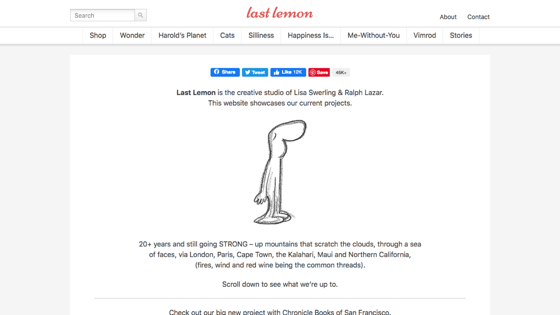 Search
last lemon
About
Contact
Shop
Wonder
Harold's Planet
Cats
Silliness
Happiness Is...
Me-Without-You
Vimrod
Stories
Share
Tweet
Like 12K
Save
46K+
Last Lemon is the creative studio of Lisa Swerling & Ralph Lazar.
This website showcases our current projects.
20+ years and still going STRONG – up mountains that scratch the clouds, through a sea
of faces, via London, Paris, Cape Town, the Kalahari, Maui and Northern California,
(fires, wind and red wine being the common threads).
Scroll down to see what we're up to.
Check out our big new project with Chronicle Books of San Francisco.